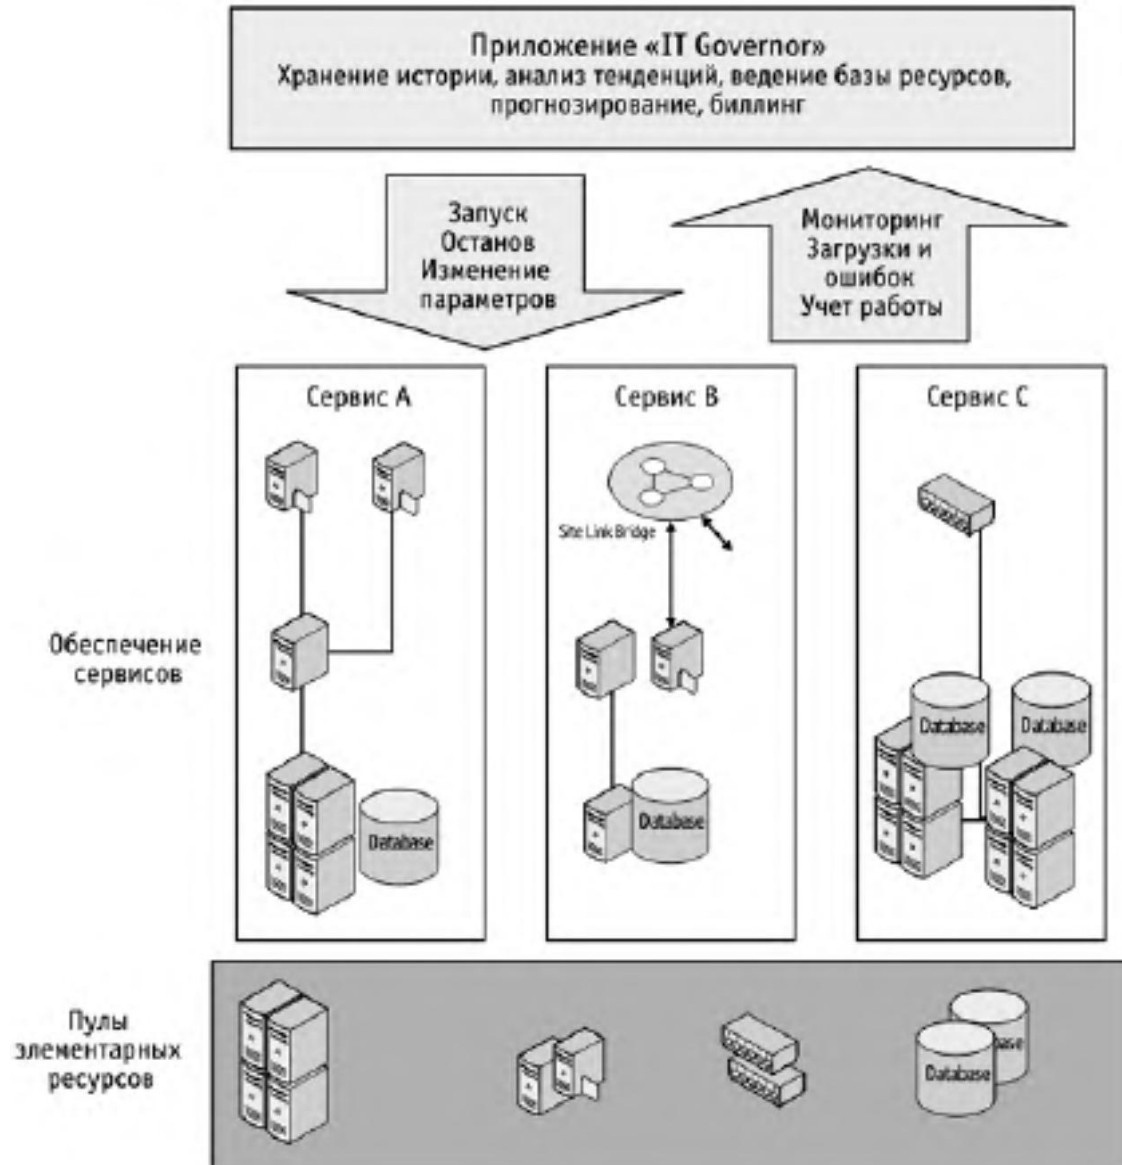 Приложение «IT Governor»
Хранение истории, анализ тенденций, ведение базы ресурсов,
прогнозирование, биллинг
Запуск
Останов
Изменение
параметров
Мониторинг
Загрузки и
ошибок
Учет работы
Сервис A
Сервис B
Сервис C
Site Link Bridge
Обеспечение
сервисов
Database
Database
Database
Database
Пулы
элементарных
ресурсов
Database
base